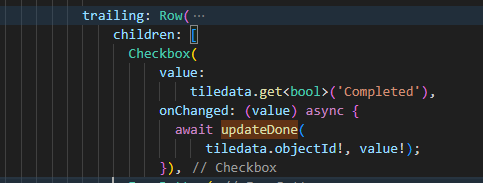 trailing: Row(···
children: [
Checkbox(
value:
tiledata.get<bool>('Completed'),
onChanged: (value) async {
await updateDone(
tiledata.objectId!, value!);
}), // Checkbox